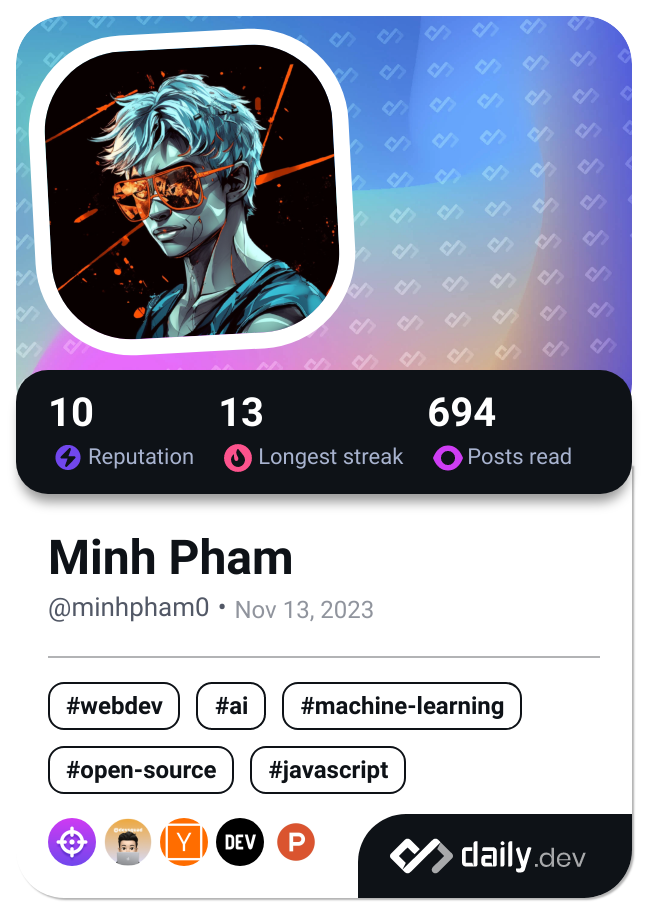 10 13 694
Reputation Longest streak Posts read
Minh Pham
@minhpham0 • Nov 13, 2023
#webdev #ai #machine-learning
#open-source #javascript
Y DEV P
daily.dev